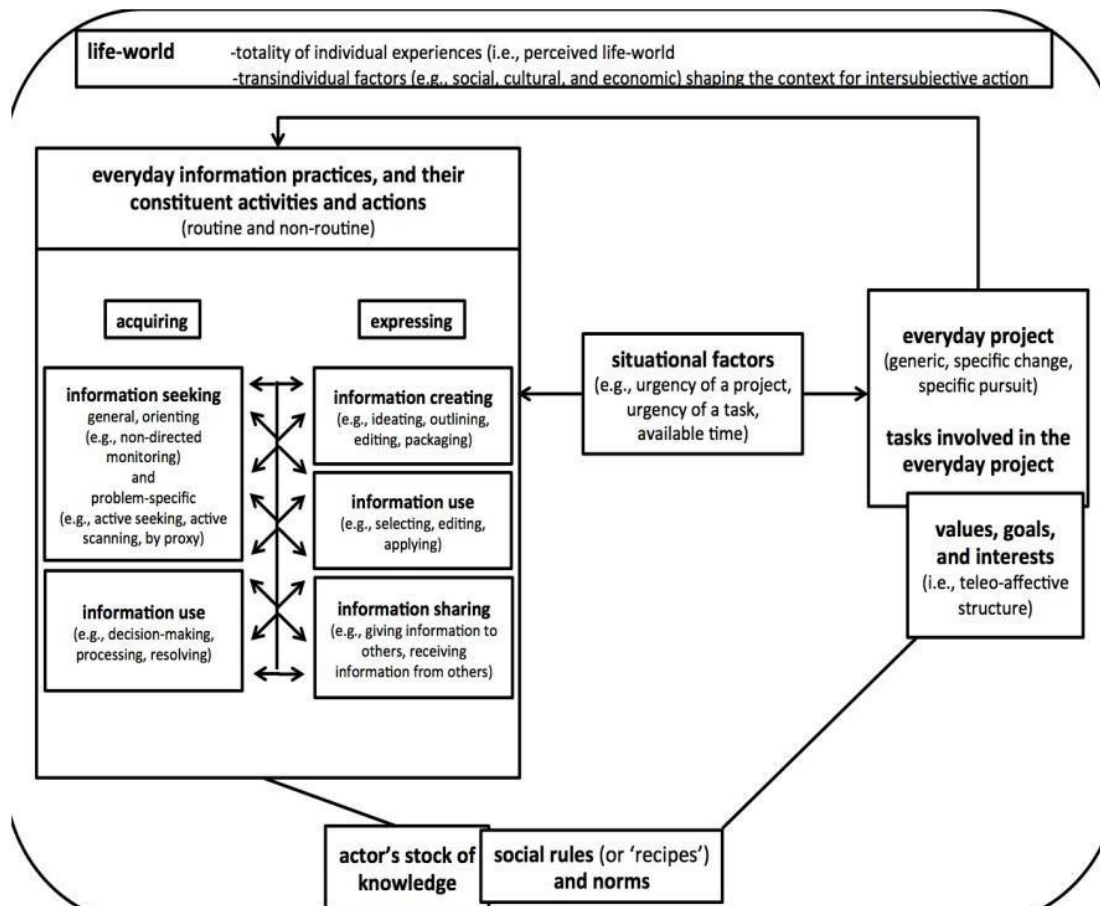 life-world -totality of individual experiences (i.e., perceived life-world
-transindividual factors (e.g., social, cultural, and economic) shaping the context for intersubjective action
everyday information practices, and their
constituent activities and actions
(routine and non-routine)
acquiring
expressing
information seeking
general, orienting
(e.g., non-directed
monitoring)
and
problem-specific
(e.g., active seeking, active
scanning, by proxy)
information use
(e.g., decision-making,
processing, resolving)
information creating
(e.g., ideating, outlining,
editing, packaging)
information use
(e.g., selecting, editing,
applying)
information sharing
(e.g., giving information to
others, receiving
information from others)
situational factors
(e.g., urgency of a project,
urgency of a task,
available time)
everyday project
(generic, specific change,
specific pursuit)
tasks involved in the
everyday project
values, goals,
and interests
(i.e., teleo-affective
structure)
actor's stock of
knowledge
social rules (or 'recipes')
and norms